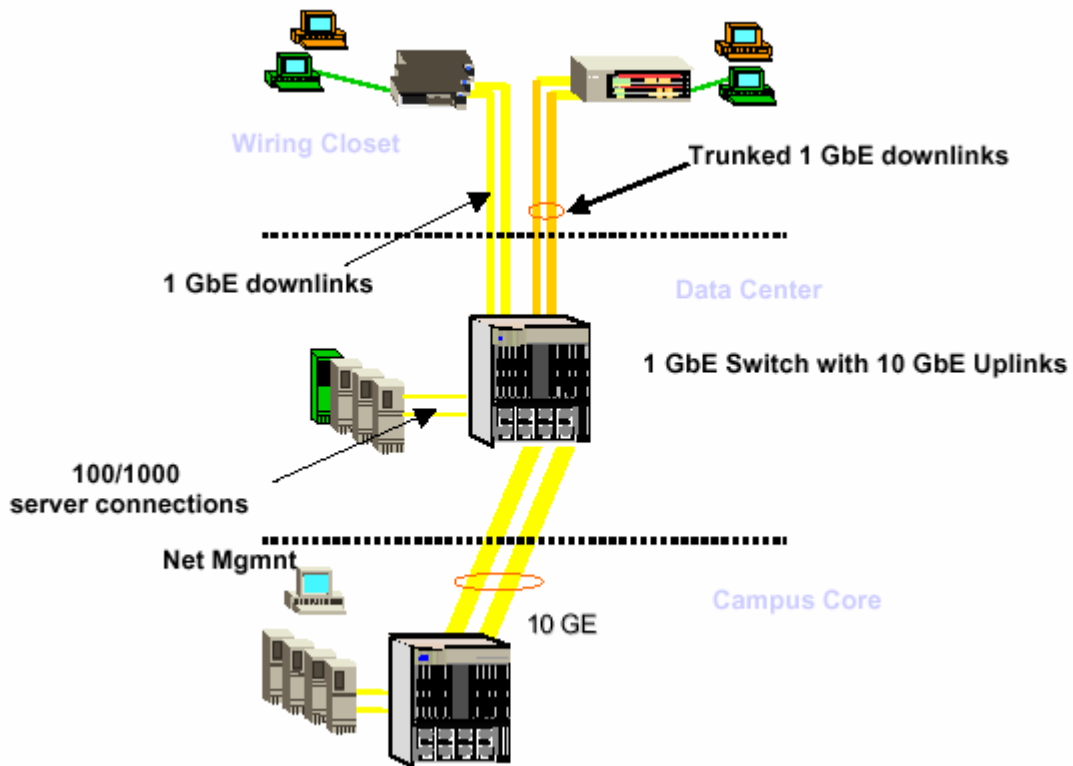 Wiring Closet
Trunked 1 GbE downlinks
1 GbE downlinks
Data Center
1 GbE Switch with 10 GbE Uplinks
100/1000
server connections
Net Mgmnt
Campus Core
10 GE